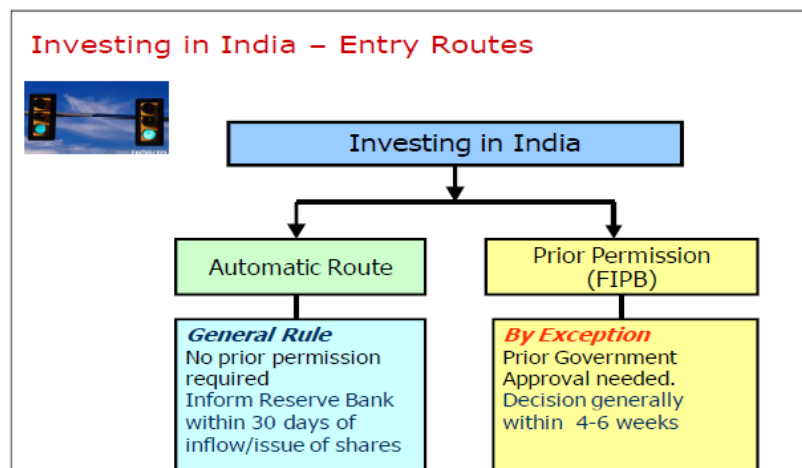 Investing in India – Entry Routes
Investing in India
Automatic Route
Prior Permission
(FIPB)
General Rule
No prior permission
required
Inform Reserve Bank
within 30 days of
inflow/issue of shares
By Exception
Prior Government
Approval needed.
Decision generally
within 4-6 weeks